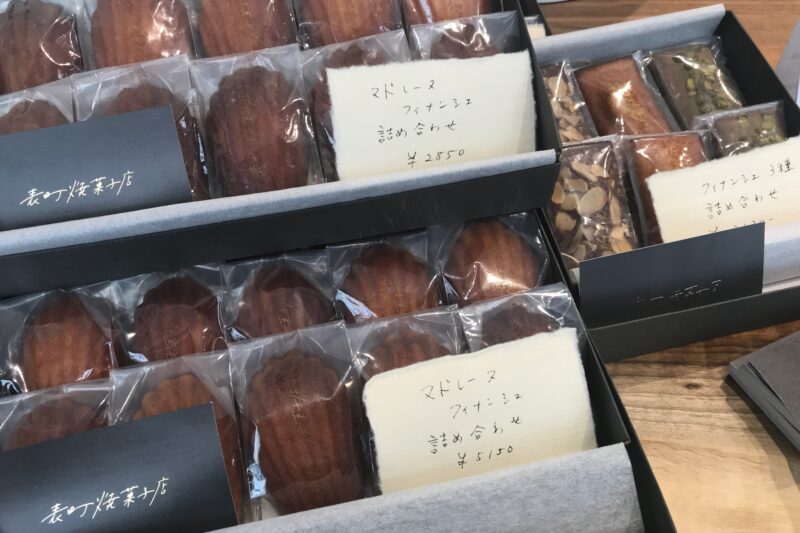 マドレーヌ
フィナンシェ
詰め合わせ
¥2850
表町焼菓子店
フィナンシェ 3種
詰め合わせ
マドレーヌ
フィナンシェ
詰め合わせ
¥5150
表町焼菓子店